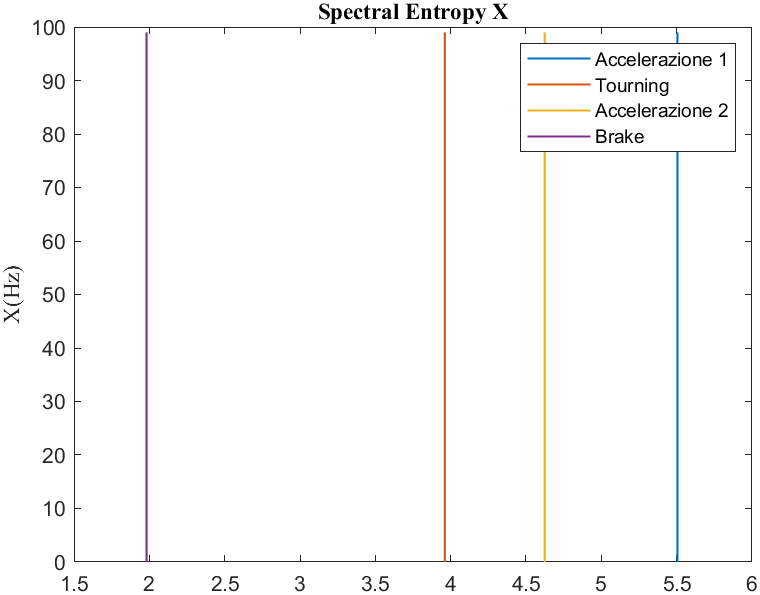 Spectral Entropy X
100
90
80
70
60
50
40
30
20
10
0
X(Hz)
Accelerazione 1
Tourning
Accelerazione 2
Brake
1.5 2 2.5 3 3.5 4 4.5 5 5.5 6